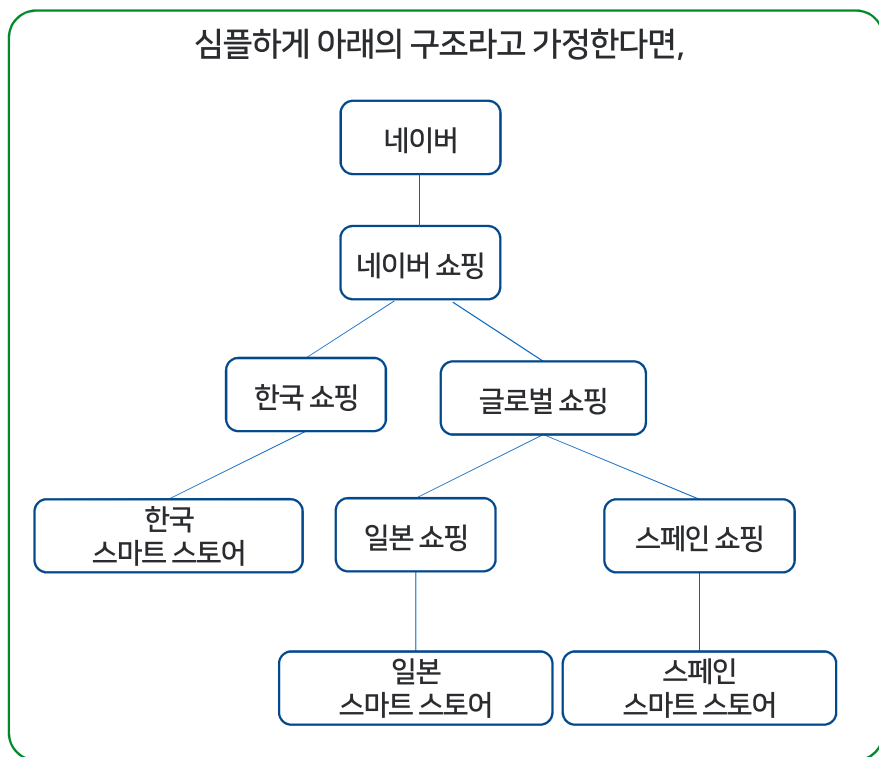 심플하게 아래의 구조라고 가정한다면,
네이버
네이버 쇼핑
한국 쇼핑
글로벌 쇼핑
한국
스마트 스토어
일본 쇼핑
스페인 쇼핑
일본
스마트 스토어
스페인
스마트 스토어